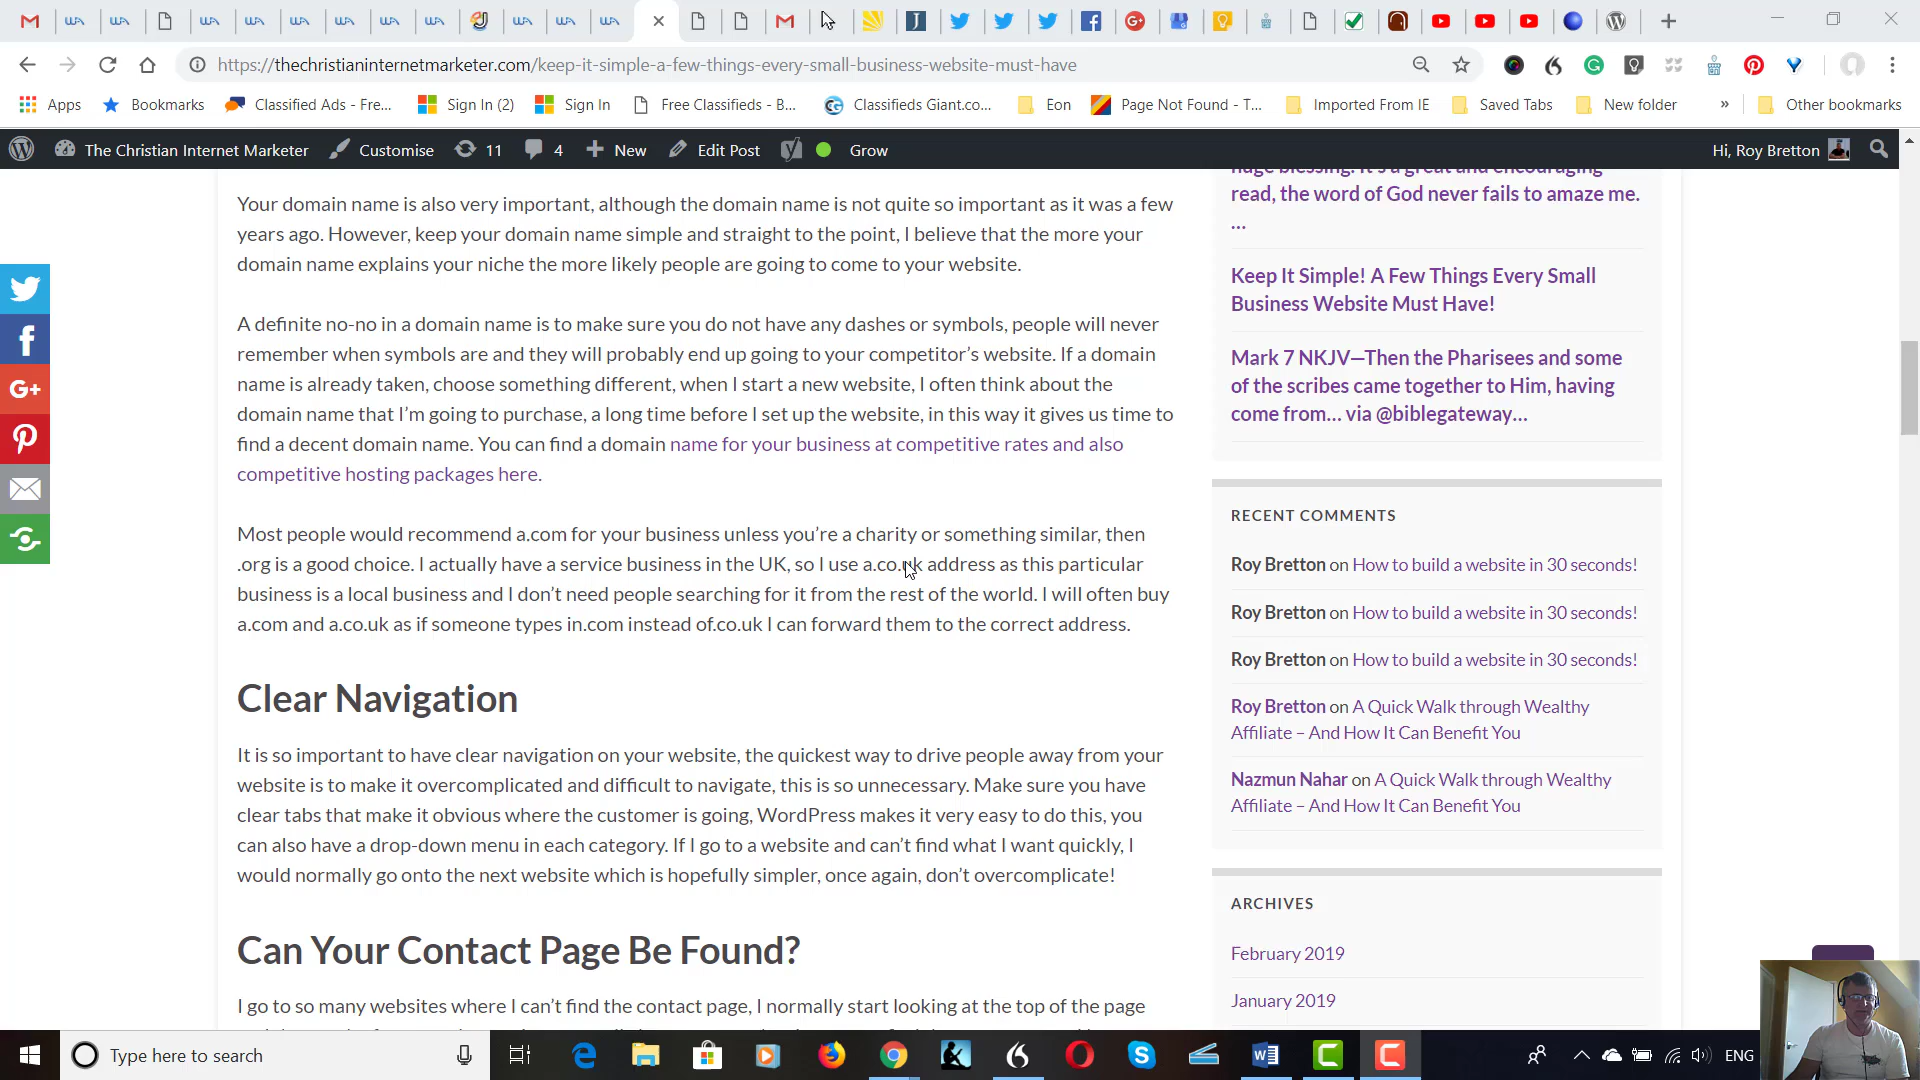 https://thechristianinternetmarketer.com/keep-it-simple-a-few-things-every-small-business-website-must-have
Apps
Bookmarks
Classified Ads - Fre...
Sign In (2)
Sign In
Free Classifieds - B...
Classifieds Giant.co...
Eon
Page Not Found - T...
Imported From IE
Saved Tabs
New folder
»
Other bookmarks
The Christian Internet Marketer
Customise
11
4
New
Edit Post
Grow
Hi, Roy Bretton
Your domain name is also very important, although the domain name is not quite so important as it was a few
years ago. However, keep your domain name simple and straight to the point, I believe that the more your
domain name explains your niche the more likely people are going to come to your website.
A definite no-no in a domain name is to make sure you do not have any dashes or symbols, people will never
remember when symbols are and they will probably end up going to your competitor's website. If a domain
name is already taken, choose something different, when I start a new website, I often think about the
domain name that I'm going to purchase, a long time before I set up the website, in this way it gives us time to
find a decent domain name. You can find a domain name for your business at competitive rates and also
competitive hosting packages here.
Most people would recommend a.com for your business unless you're a charity or something similar, then
.org is a good choice. I actually have a service business in the UK, so I use a.co.uk address as this particular
business is a local business and I don't need people searching for it from the rest of the world. I will often buy
a.com and a.co.uk as if someone types in.com instead of.co.uk I can forward them to the correct address.
Clear Navigation
It is so important to have clear navigation on your website, the quickest way to drive people away from your
website is to make it overcomplicated and difficult to navigate, this is so unnecessary. Make sure you have
clear tabs that make it obvious where the customer is going, WordPress makes it very easy to do this, you
can also have a drop-down menu in each category. If I go to a website and can't find what I want quickly, I
would normally go onto the next website which is hopefully simpler, once again, don't overcomplicate!
Can Your Contact Page Be Found?
I go to so many websites where I can't find the contact page, I normally start looking at the top of the page
huge blessing. It's a great and encouraging
read, the word of God never fails to amaze me.
…
Keep It Simple! A Few Things Every Small
Business Website Must Have!
Mark 7 NKJV—Then the Pharisees and some
of the scribes came together to Him, having
come from… via @biblegateway…
RECENT COMMENTS
Roy Bretton on How to build a website in 30 seconds!
Roy Bretton on How to build a website in 30 seconds!
Roy Bretton on How to build a website in 30 seconds!
Roy Bretton on A Quick Walk through Wealthy
Affiliate – And How It Can Benefit You
Nazmun Nahar on A Quick Walk through Wealthy
Affiliate – And How It Can Benefit You
ARCHIVES
February 2019
January 2019
Type here to search
ENG